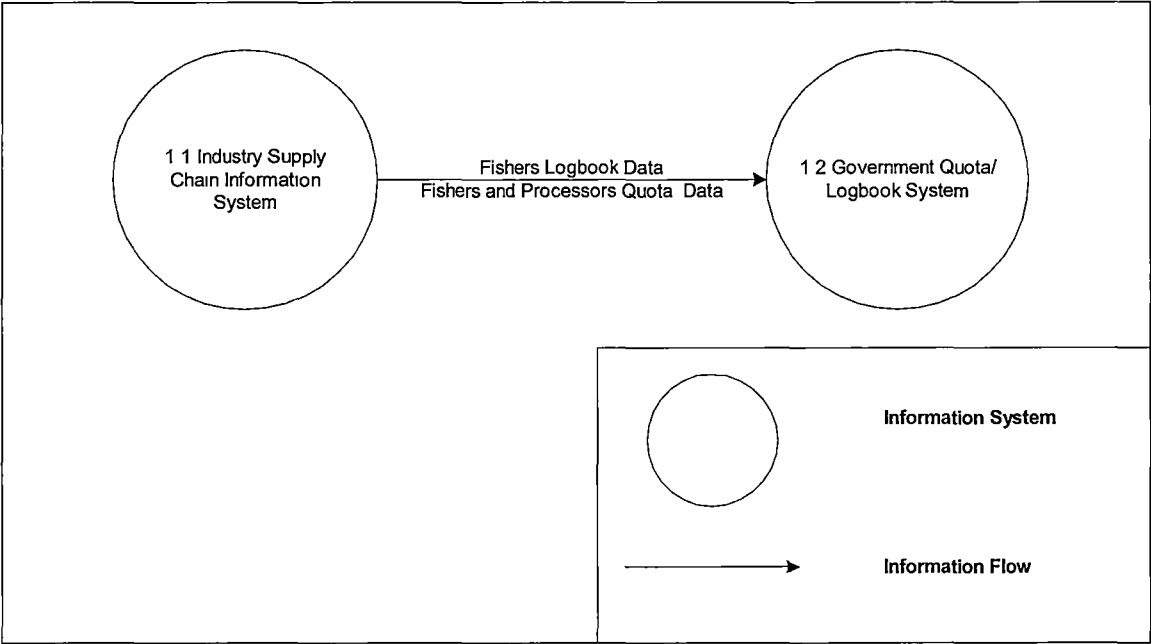 1 1 Industry Supply
Chain Information
System
Fishers Logbook Data
Fishers and Processors Quota Data
1 2 Government Quota/
Logbook System
Information System
Information Flow